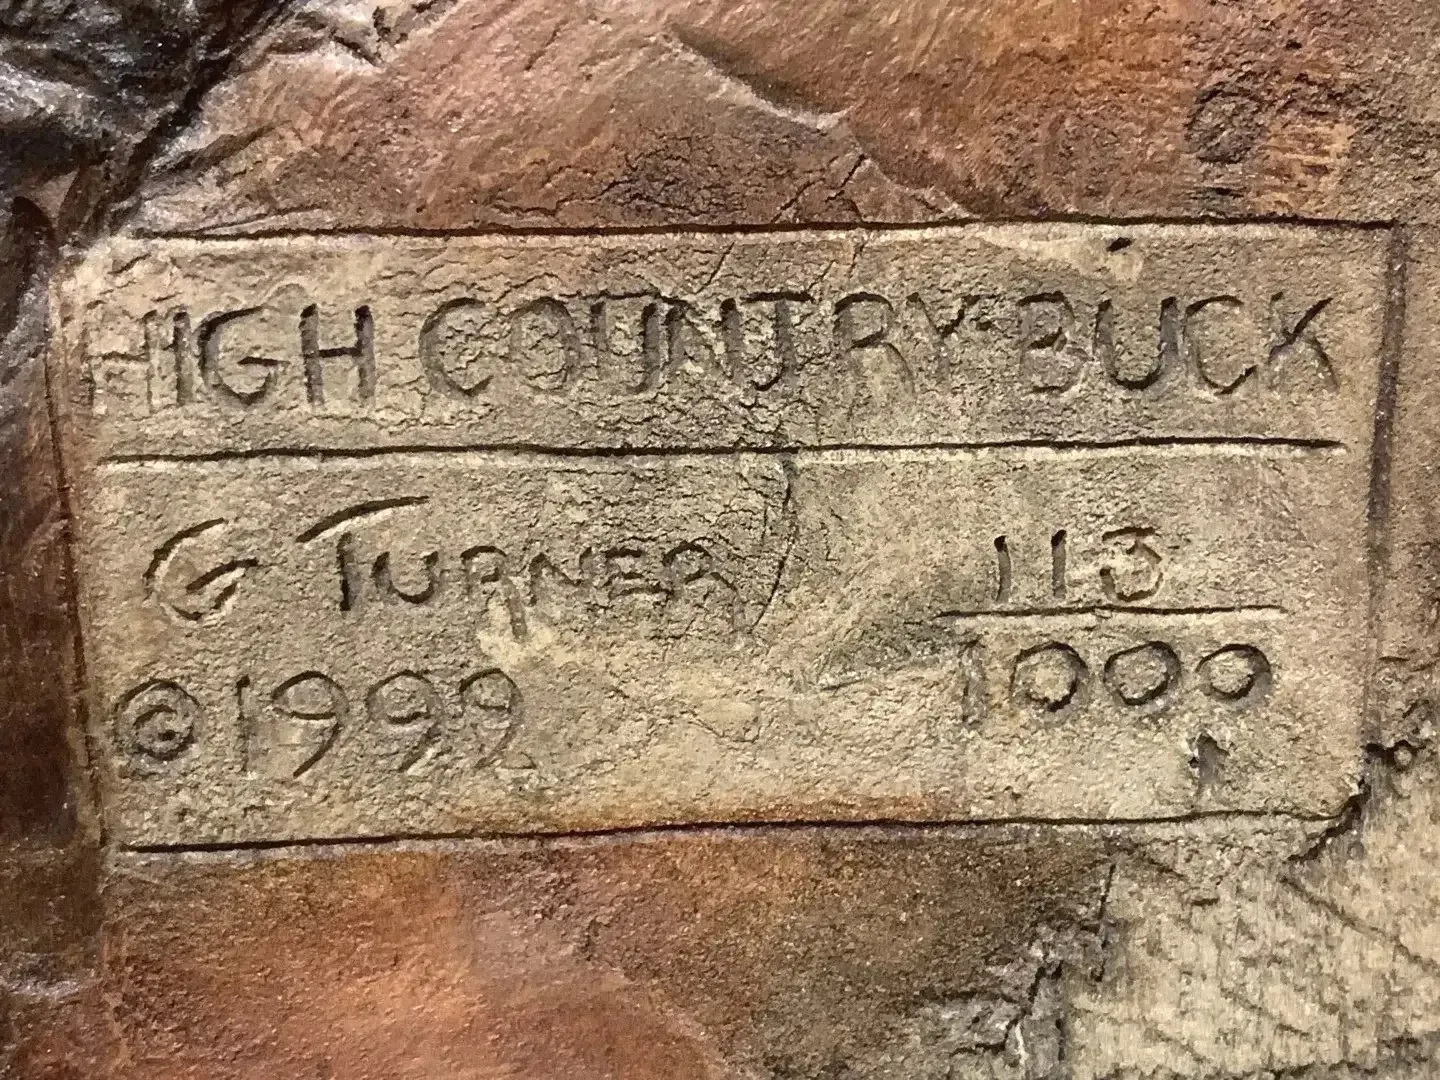 HIGH COUNTRY BUCK
G TURNER
113
© 1999
1000